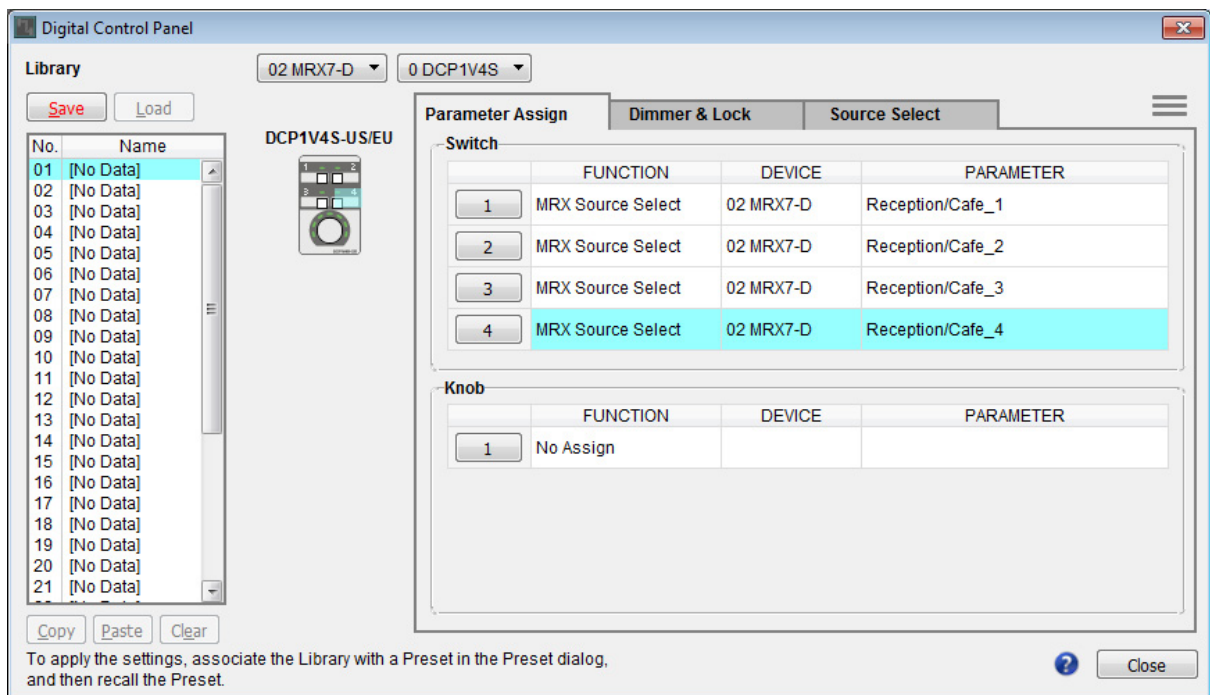 Digital Control Panel
Library
02 MRX7-D
0 DCP1V4S
Save
Load
Parameter Assign
Dimmer & Lock
Source Select
DCP1V4S-US/EU
1
2
3
4
No. Name
01 [No Data]
02 [No Data]
03 [No Data]
04 [No Data]
05 [No Data]
06 [No Data]
07 [No Data]
08 [No Data]
09 [No Data]
10 [No Data]
11 [No Data]
12 [No Data]
13 [No Data]
14 [No Data]
15 [No Data]
16 [No Data]
17 [No Data]
18 [No Data]
19 [No Data]
20 [No Data]
21 [No Data]
Switch
FUNCTION DEVICE PARAMETER
1 MRX Source Select 02 MRX7-D Reception/Cafe_1
2 MRX Source Select 02 MRX7-D Reception/Cafe_2
3 MRX Source Select 02 MRX7-D Reception/Cafe_3
4 MRX Source Select 02 MRX7-D Reception/Cafe_4
Knob
FUNCTION DEVICE PARAMETER
1 No Assign
Copy
Paste
Clear
To apply the settings, associate the Library with a Preset in the Preset dialog,
and then recall the Preset.
?
Close